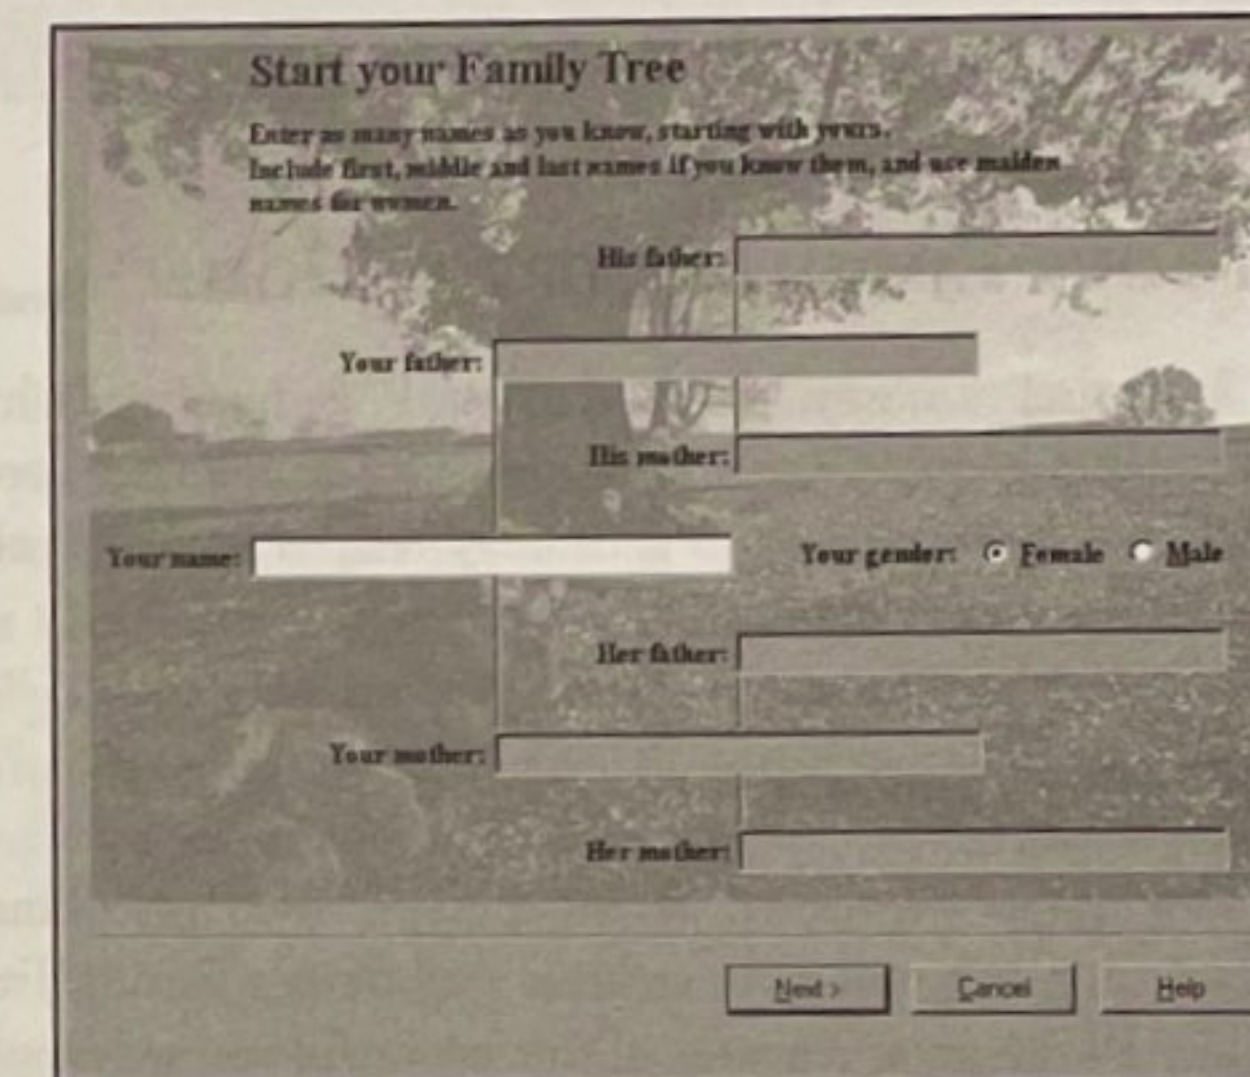 Start your Family Tree
Enter as many names as you know, starting with yours.
Include first, middle and last names if you know them, and use maiden
names for women.
His father:
Your father:
His mother:
Your name:
Your gender: Female Male
Her father:
Your mother:
Her mother:
Next > Cancel Help